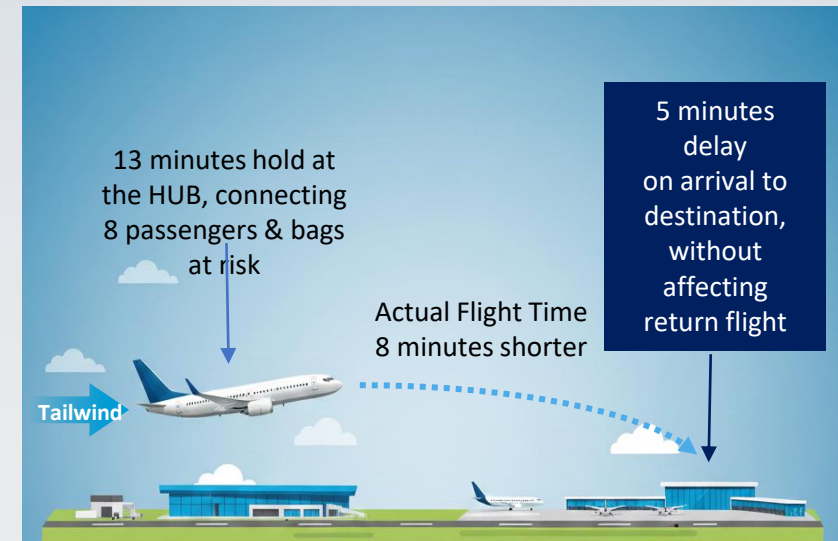 13 minutes hold at
the HUB, connecting
8 passengers & bags
at risk
5 minutes
delay
on arrival to
destination,
without
affecting
return flight
Actual Flight Time
8 minutes shorter
Tailwind